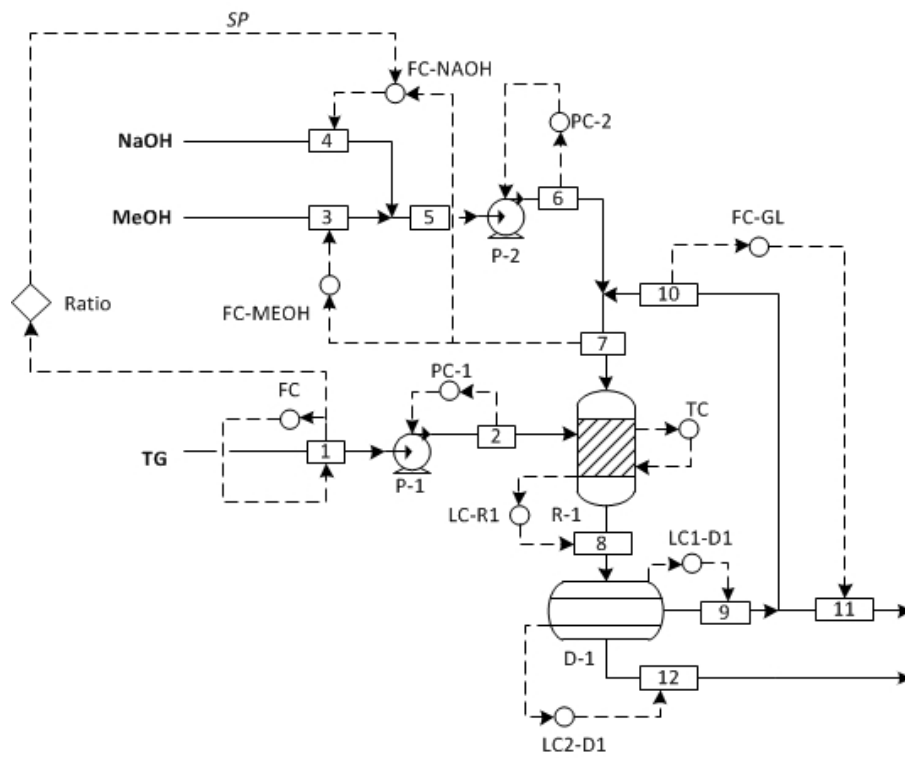 SP
FC-NAOH
NaOH
4
PC-2
MeOH
3
5
6
P-2
FC-GL
10
Ratio
FC-MEOH
7
FC
PC-1
TC
TG
1
2
P-1
LC-R1
R-1
8
LC1-D1
9
11
D-1
12
LC2-D1